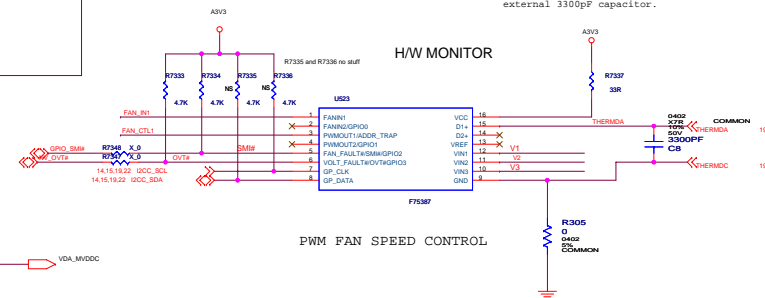 external 3300pF capacitor.
A3V3
A3V3
H/W MONITOR
R7335 and R7336 no stuff
R7333
R7334
R7335
R7336
R7337
NS
NS
4.7K
4.7K
4.7K
4.7K
33R
U523
FAN_IN1
1
FANIN1
VCC
16
2
FANIN2/GPIO0
D1+
15
THERMDA
FAN_CTL1
3
PWMOUT1/ADDR_TRAP
D2+
14
4
PWMOUT2/GPIO1
VREF
13
GPIO_SMI#
R7348
X_0
SMI#
5
FAN_FAULT#/SMI#/GPIO2
VIN1
12
V1
OVT#
R7347
X_0
OVT#
6
VOLT_FAULT#/OVT#GPIO3
VIN2
11
V2
14,15,19,22
I2CC_SCL
7
GP_CLK
VIN3
10
V3
14,15,19,22
I2CC_SDA
8
GP_DATA
GND
9
F75387
0402
X7R
10%
50V
COMMON
3300PF
C8
THERMDA
19
THERMDC
19
PWM FAN SPEED CONTROL
R305
0
0402
5%
COMMON
VDA_MVDDC